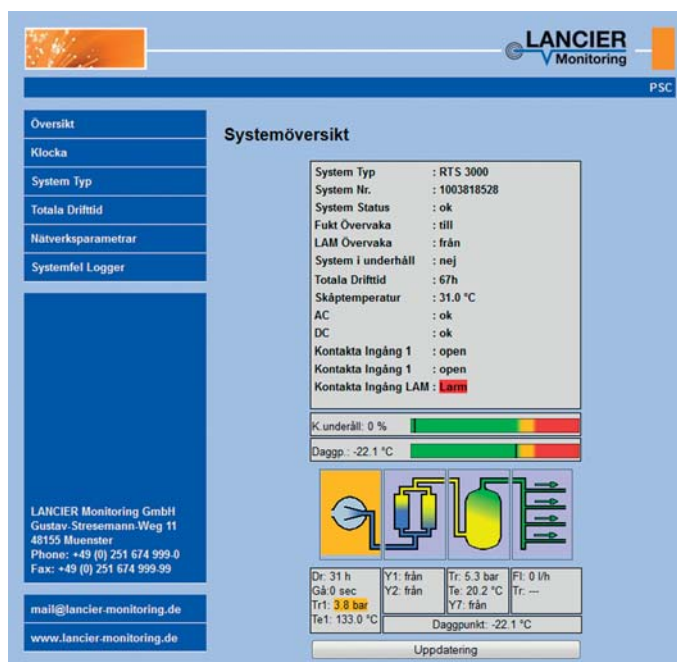 LANCIER
Monitoring
PSC
Översikt
Klocka
System Typ
Totala Drifttid
Nätverksparametrar
Systemfel Logger
LANCIER Monitoring GmbH
Gustav-Stresemann-Weg 11
48155 Muenster
Phone: +49 (0) 251 674 999-0
Fax: +49 (0) 251 674 999-99
mail@lancier-monitoring.de
www.lancier-monitoring.de
Systemöversikt
System Typ : RTS 3000
System Nr. : 1003818528
System Status : ok
Fukt Övervaka : till
LAM Övervaka : från
System i underhåll : nej
Totala Drifttid : 67h
Skåptemperatur : 31.0 °C
AC : ok
DC : ok
Kontakta Ingång 1 : open
Kontakta Ingång 1 : open
Kontakta Ingång LAM : Larm
K.underåll: 0 %
Daggp.: -22.1 °C
Dr: 31 h
Gå:0 sec
Tr1: 3.8 bar
Te1: 133.0 °C
Y1: från
Y2: från
Tr: 5.3 bar
Te: 20.2 °C
Y7: från
Fl: 0 l/h
Tr: ---
Daggpunkt: -22.1 °C
Uppdatering